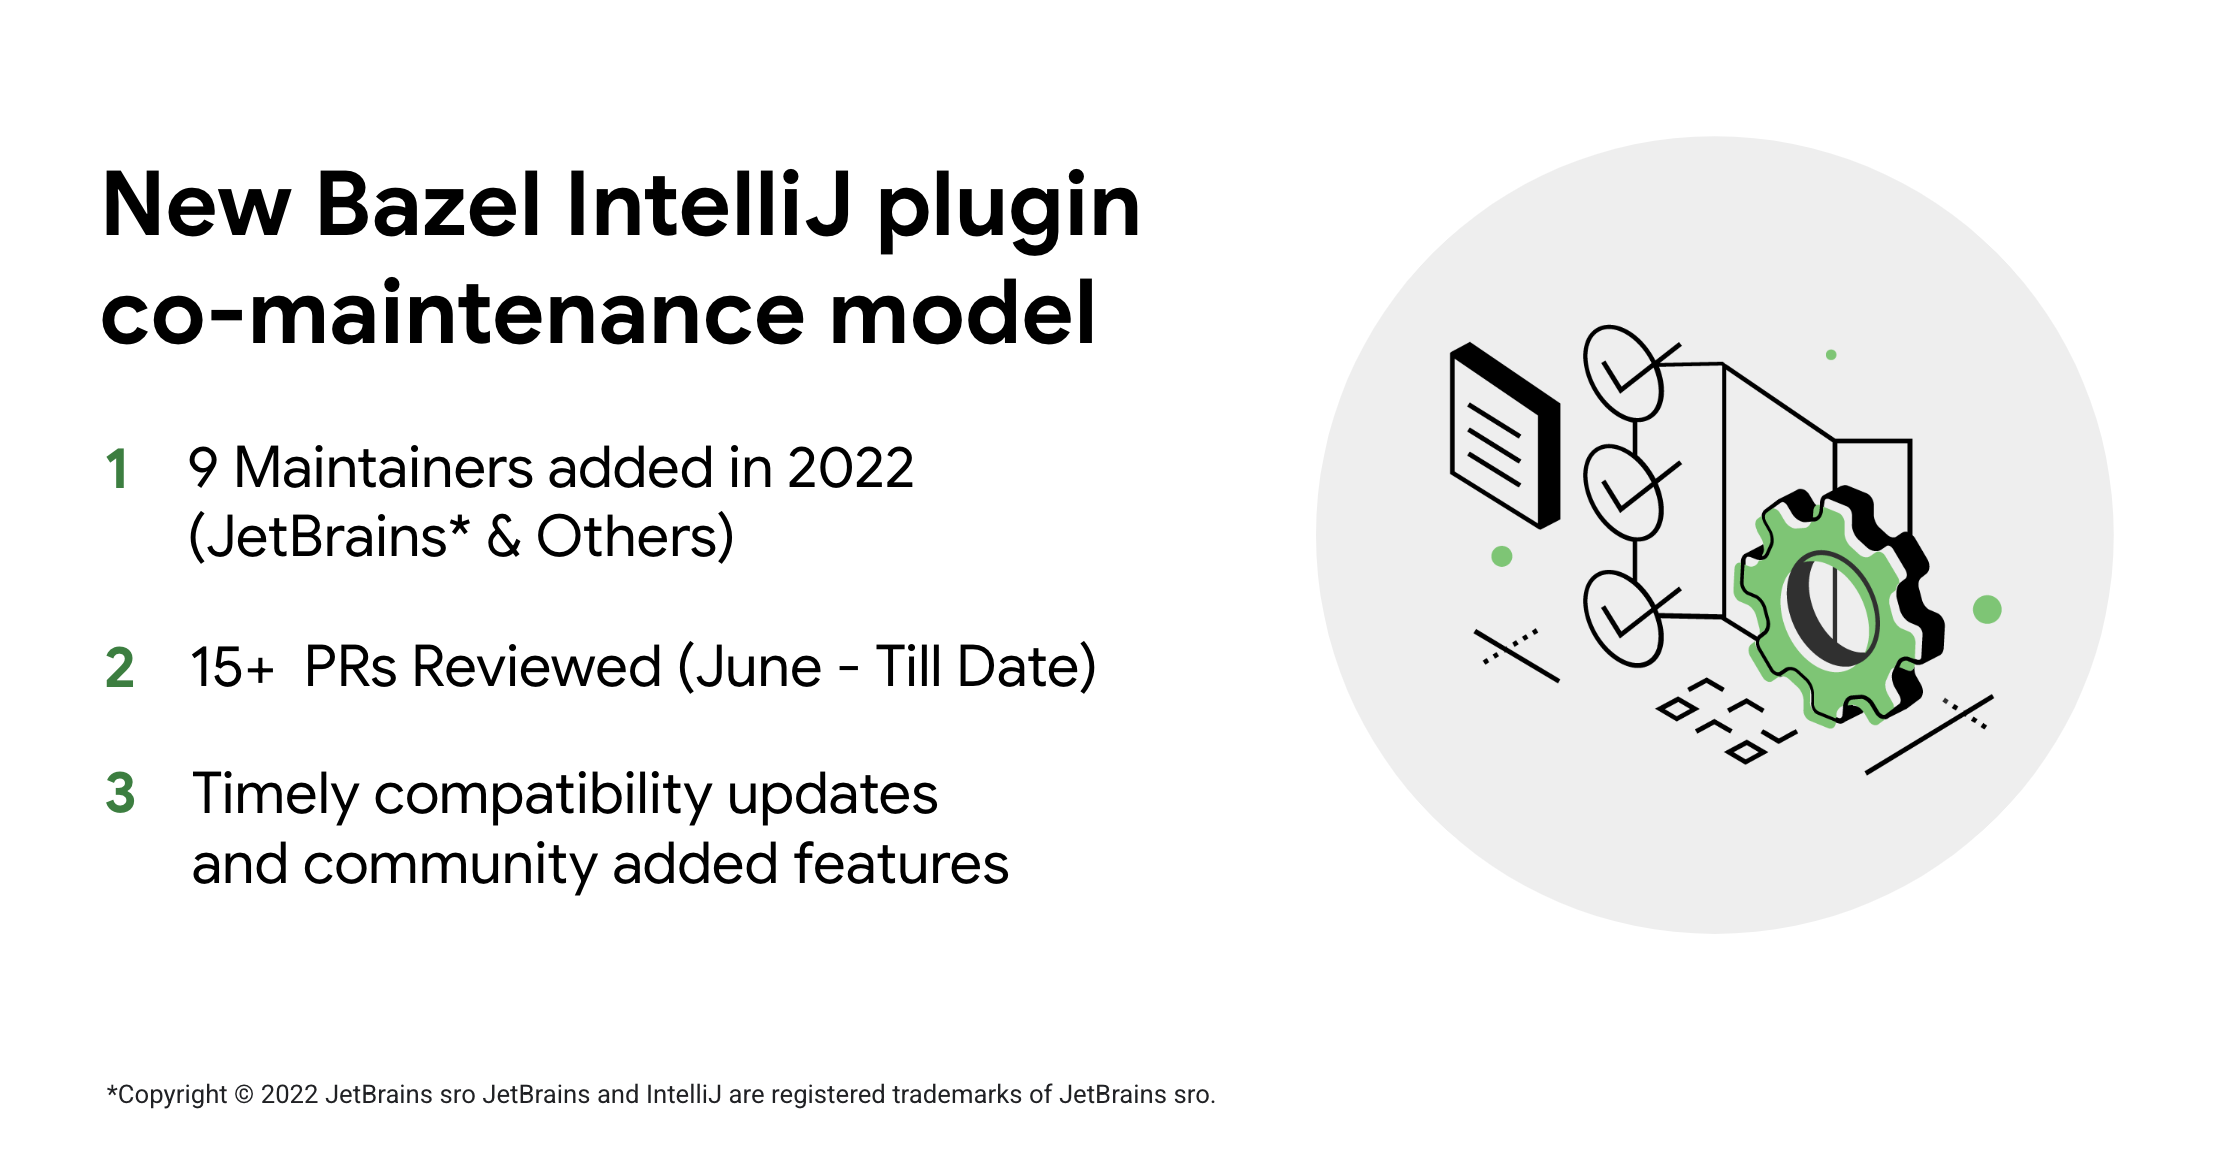 New Bazel IntelliJ plugin
co-maintenance model
1 9 Maintainers added in 2022
(JetBrains* & Others)
2 15+ PRs Reviewed (June - Till Date)
3 Timely compatibility updates
and community added features
*Copyright © 2022 JetBrains sro JetBrains and IntelliJ are registered trademarks of JetBrains sro.